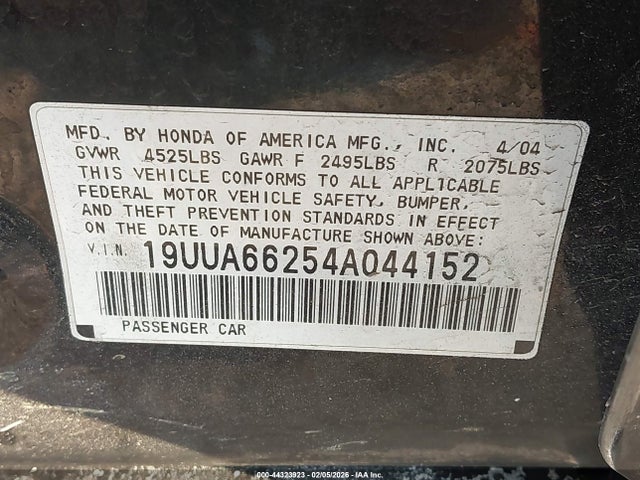 MFD. BY HONDA OF AMERICA MFG., INC. 4/04
GVWR 4525LBS GAWR F 2495LBS R 2075LBS
THIS VEHICLE CONFORMS TO ALL APPLICABLE
FEDERAL MOTOR VEHICLE SAFETY, BUMPER,
AND THEFT PREVENTION STANDARDS IN EFFECT
ON THE DATE OF MANUFACTURE SHOWN ABOVE:
V.I.N. 19UUA66254A044152
PASSENGER CAR
000-44323923 - 02/05/2026 - IAAI.COM